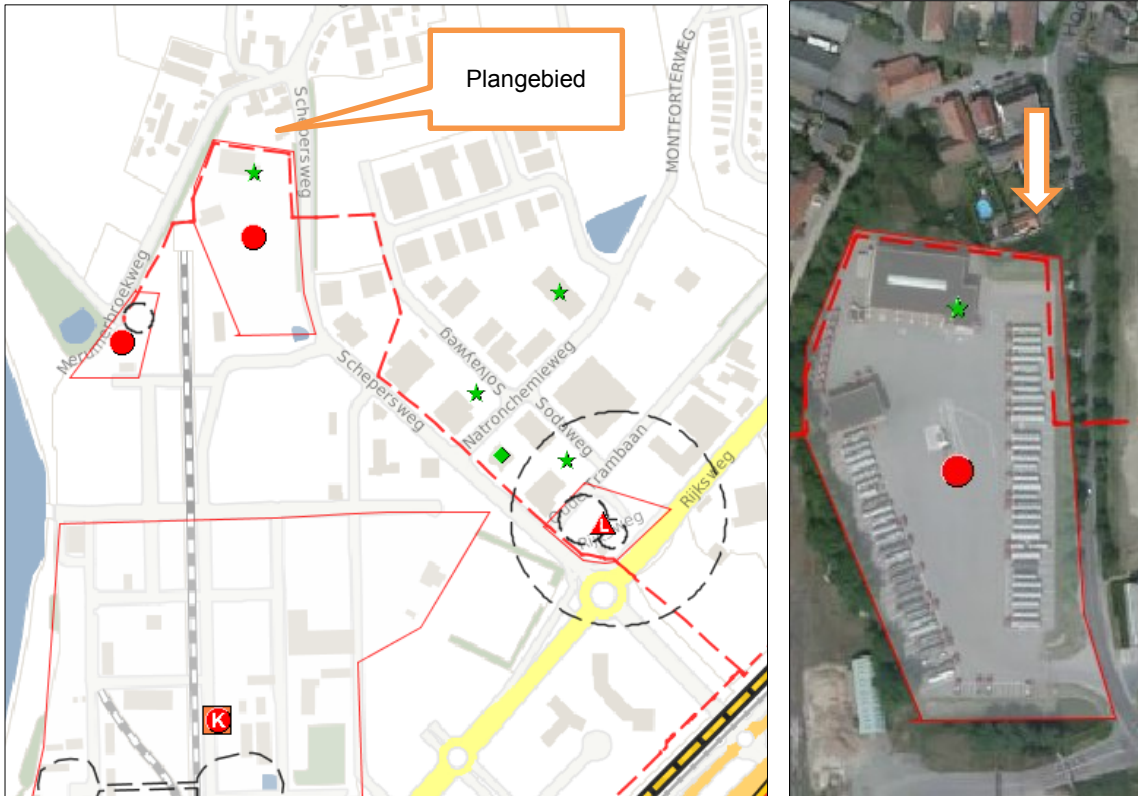 Plangebied
Schepersweg
MONTFORTERWEG
Merumerbroekweg
Solvayweg
Schepersweg
Natronchemieweg
Sodaweg
Oude Trambaan
Rijksweg
L
K